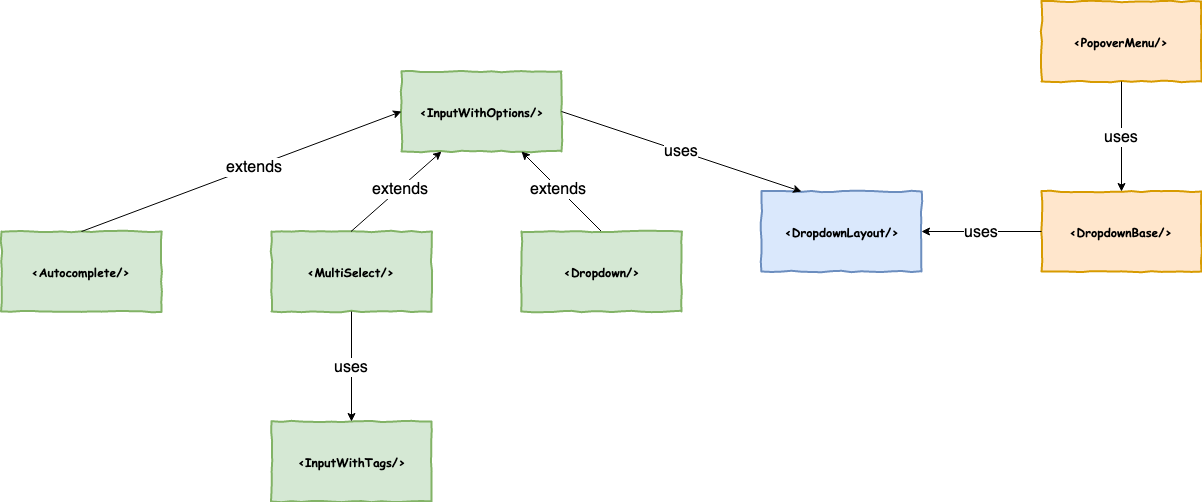 <PopoverMenu/>
<InputWithOptions/>
uses
uses
extends
extends
extends
<DropdownLayout/>
uses
<DropdownBase/>
<Autocomplete/>
<MultiSelect/>
<Dropdown/>
uses
<InputWithTags/>